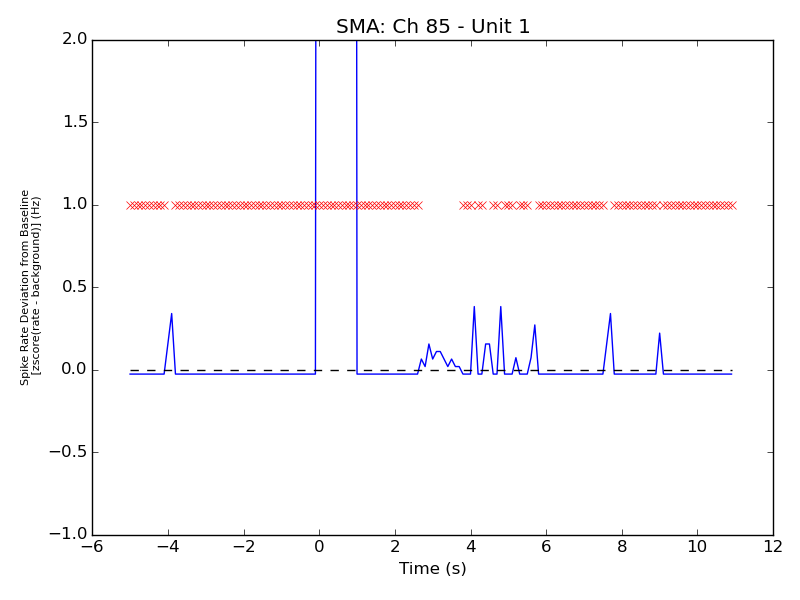 SMA: Ch 85 - Unit 1
2.0
1.5
1.0
0.5
0.0
−0.5
−1.0
Spike Rate Deviation from Baseline
[zscore(rate - background)] (Hz)
−6 −4 −2 0 2 4 6 8 10 12
Time (s)